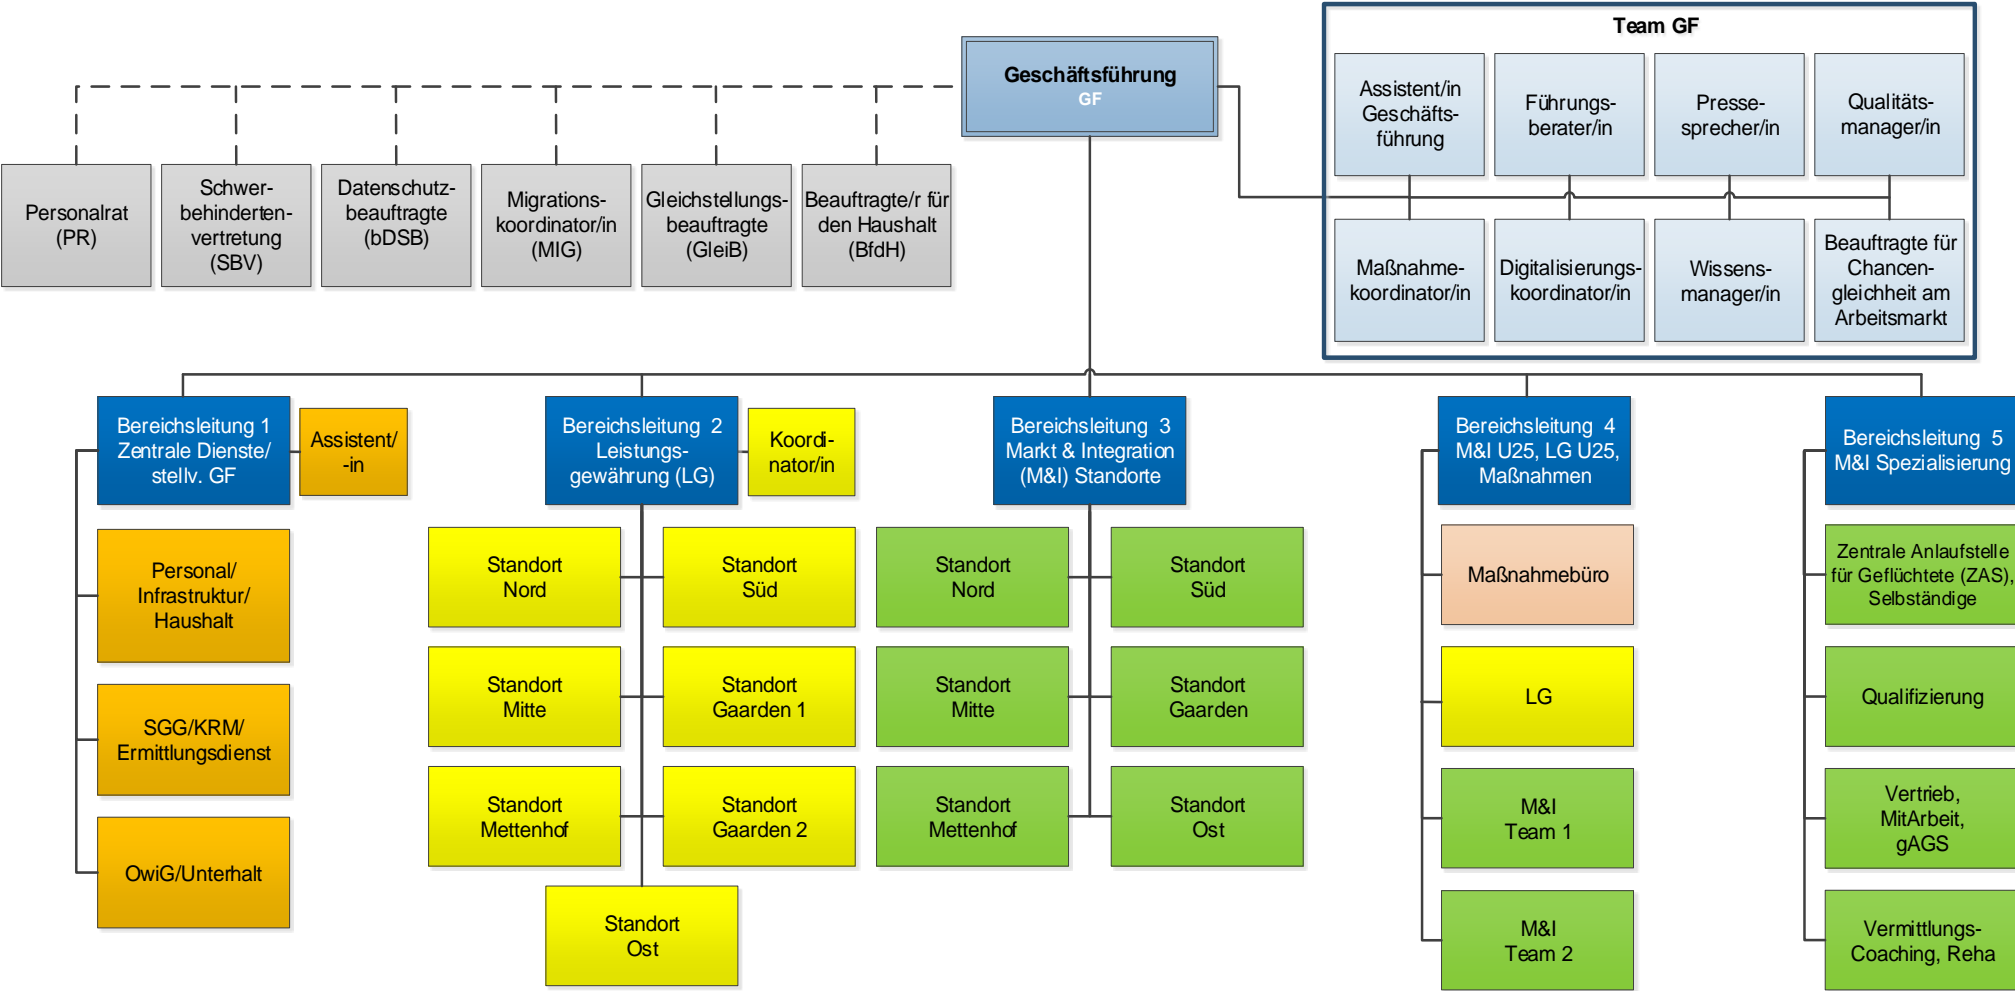 Team GF
Geschäftsführung
GF
Assistent/in
Geschäfts-
führung
Führungs-
berater/in
Presse-
sprecher/in
Qualitäts-
manager/in
Personalrat
(PR)
Schwer-
behinderten-
vertretung
(SBV)
Datenschutz-
beauftragte
(bDSB)
Migrations-
koordinator/in
(MIG)
Gleichstellungs-
beauftragte
(GleiB)
Beauftragte/r für
den Haushalt
(BfdH)
Maßnahme-
koordinator/in
Digitalisierungs-
koordinator/in
Wissens-
manager/in
Beauftragte für
Chancen-
gleichheit am
Arbeitsmarkt
Bereichsleitung 1
Zentrale Dienste/
stellv. GF
Assistent/
-in
Bereichsleitung 2
Leistungs-
gewährung (LG)
Koordi-
nator/in
Bereichsleitung 3
Markt & Integration
(M&I) Standorte
Bereichsleitung 4
M&I U25, LG U25,
Maßnahmen
Bereichsleitung 5
M&I Spezialisierung
Personal/
Infrastruktur/
Haushalt
SGG/KRM/
Ermittlungsdienst
OwiG/Unterhalt
Standort
Nord
Standort
Süd
Standort
Mitte
Standort
Gaarden 1
Standort
Mettenhof
Standort
Gaarden 2
Standort
Ost
Standort
Nord
Standort
Süd
Standort
Mitte
Standort
Gaarden
Standort
Mettenhof
Standort
Ost
Maßnahmebüro
LG
M&I
Team 1
M&I
Team 2
Zentrale Anlaufstelle
für Geflüchtete (ZAS),
Selbständige
Qualifizierung
Vertrieb,
MitArbeit,
gAGS
Vermittlungs-
Coaching, Reha